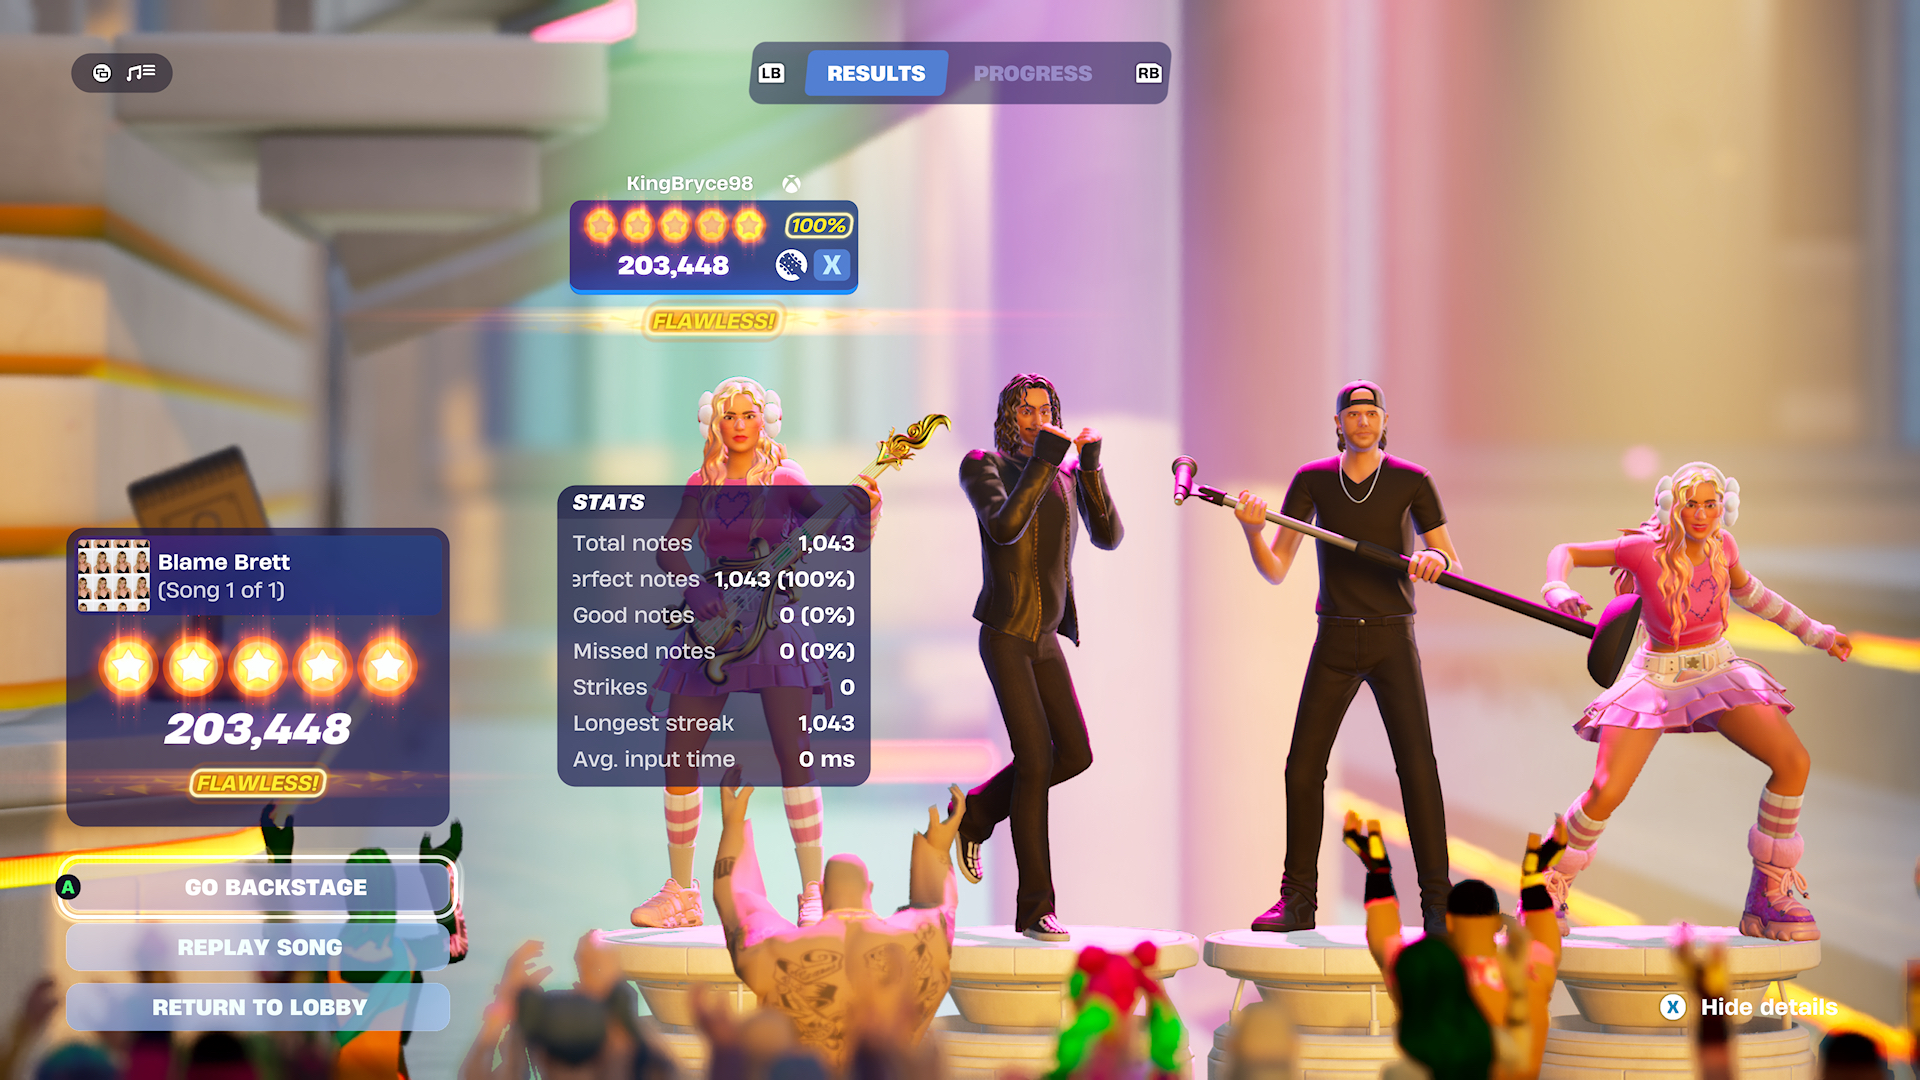 LB
RESULTS
PROGRESS
RB
KingBryce98
100%
203,448
X
FLAWLESS!
STATS
Total notes 1,043
erfect notes 1,043 (100%)
Good notes 0 (0%)
Missed notes 0 (0%)
Strikes 0
Longest streak 1,043
Avg. input time 0 ms
Blame Brett
(Song 1 of 1)
203,448
FLAWLESS!
A GO BACKSTAGE
REPLAY SONG
RETURN TO LOBBY
X Hide details